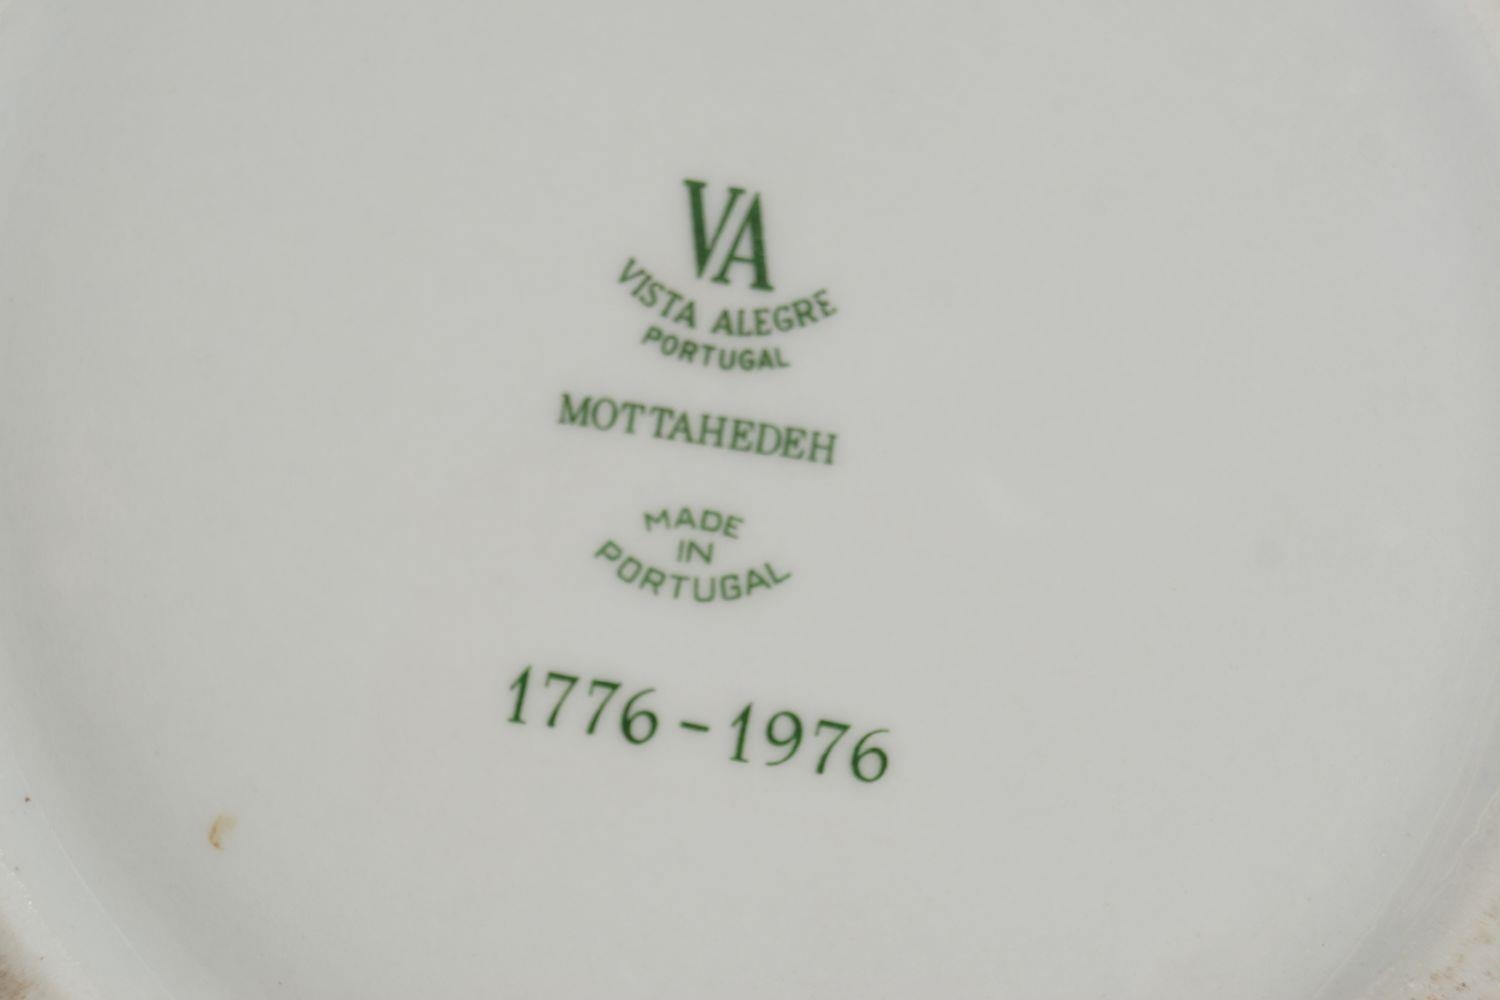 VA
VISTA ALEGRE
PORTUGAL
MOTTAHEDEH
MADE
IN
PORTUGAL
1776-1976